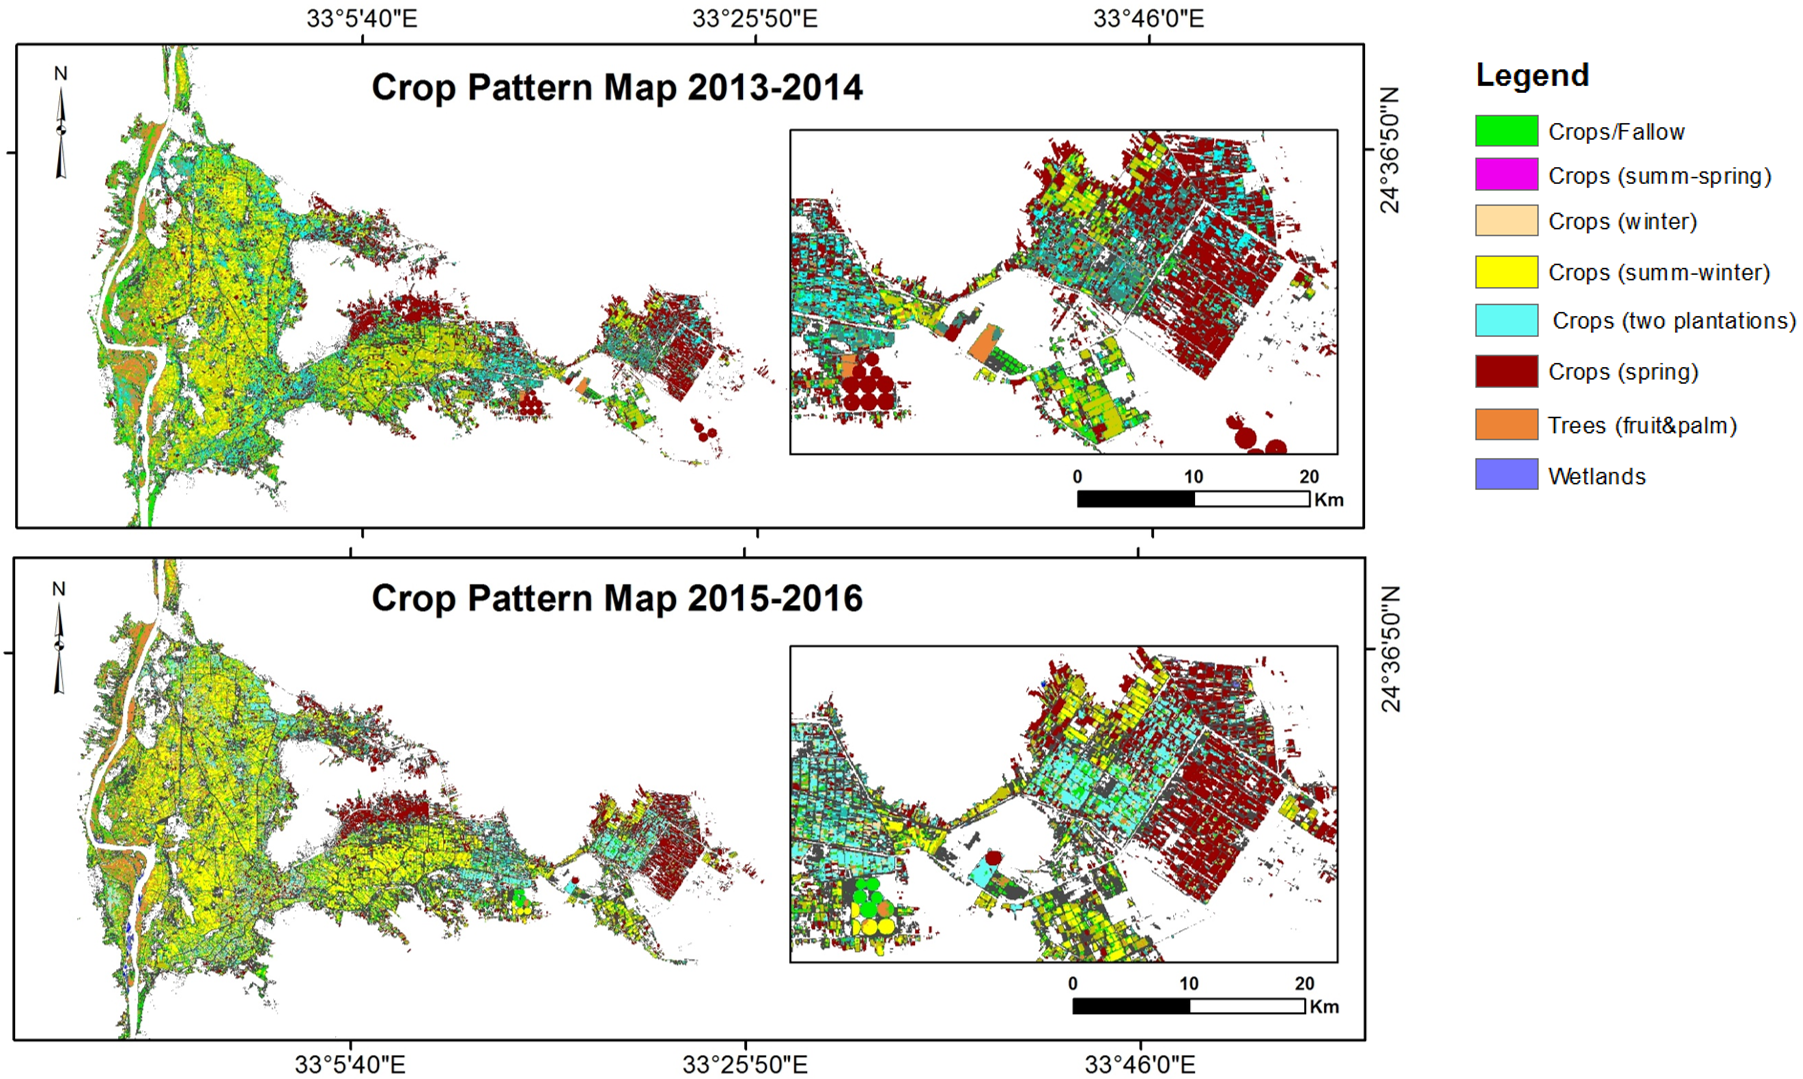 33°5'40"E 33°25'50"E 33°46'0"E
N
Crop Pattern Map 2013-2014
24°36'50"N
0 10 20
Km
Legend
Crops/Fallow
Crops (summ-spring)
Crops (winter)
Crops (summ-winter)
Crops (two plantations)
Crops (spring)
Trees (fruit&palm)
Wetlands
N
Crop Pattern Map 2015-2016
24°36'50"N
0 10 20
Km
33°5'40"E 33°25'50"E 33°46'0"E